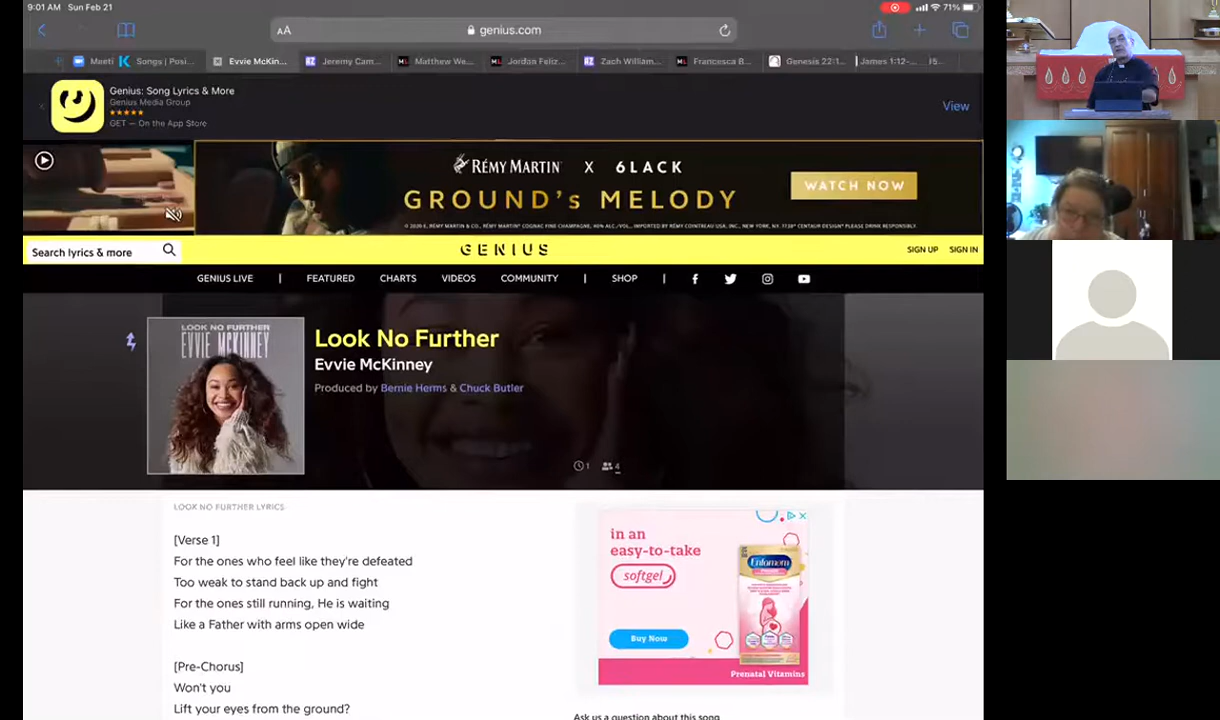 9:01 AM Sun Feb 21
71%
AA
genius.com
Meeti
Songs | Posi...
Evvie McKin...
Jeremy Cam...
Matthew We...
Jordan Feliz...
Zach William...
Francesca B...
Genesis 22:1...
James 1:12-...
Genius: Song Lyrics & More
Genius Media Group
GET — On the App Store
View
RÉMY MARTIN X 6LACK
GROUND's MELODY
WATCH NOW
Search lyrics & more
GENIUS
SIGN UP
SIGN IN
GENIUS LIVE
FEATURED
CHARTS
VIDEOS
COMMUNITY
SHOP
LOOK NO FURTHER
EVVIE MCKINNEY
Look No Further
Evvie McKinney
Produced by Bernie Herms & Chuck Butler
1
4
LOOK NO FURTHER LYRICS
[Verse 1]
For the ones who feel like they're defeated
Too weak to stand back up and fight
For the ones still running, He is waiting
Like a Father with arms open wide
[Pre-Chorus]
Won't you
Lift your eyes from the ground?
in an
easy-to-take
softgel
Enfamom
Buy Now
Prenatal Vitamins
Ask us a question about this song